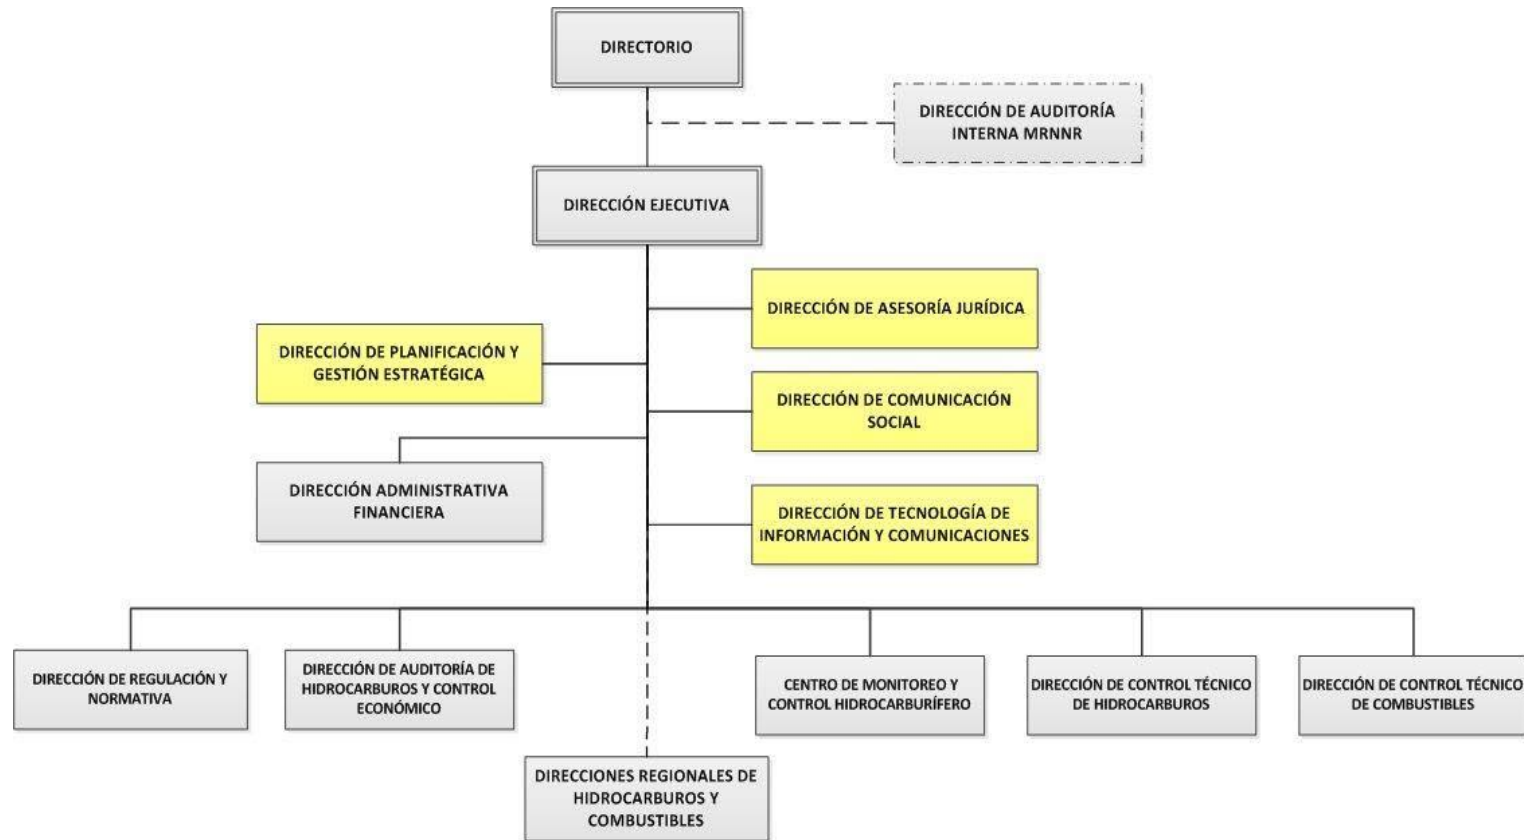 DIRECTORIO
DIRECCIÓN DE AUDITORÍA
INTERNA MRNNR
DIRECCIÓN EJECUTIVA
DIRECCIÓN DE ASESORÍA JURÍDICA
DIRECCIÓN DE PLANIFICACIÓN Y
GESTIÓN ESTRATÉGICA
DIRECCIÓN DE COMUNICACIÓN
SOCIAL
DIRECCIÓN ADMINISTRATIVA
FINANCIERA
DIRECCIÓN DE TECNOLOGÍA DE
INFORMACIÓN Y COMUNICACIONES
DIRECCIÓN DE REGULACIÓN Y
NORMATIVA
DIRECCIÓN DE AUDITORÍA DE
HIDROCARBUROS Y CONTROL
ECONÓMICO
CENTRO DE MONITOREO Y
CONTROL HIDROCARBURÍFERO
DIRECCIÓN DE CONTROL TÉCNICO
DE HIDROCARBUROS
DIRECCIÓN DE CONTROL TÉCNICO
DE COMBUSTIBLES
DIRECCIONES REGIONALES DE
HIDROCARBUROS Y
COMBUSTIBLES